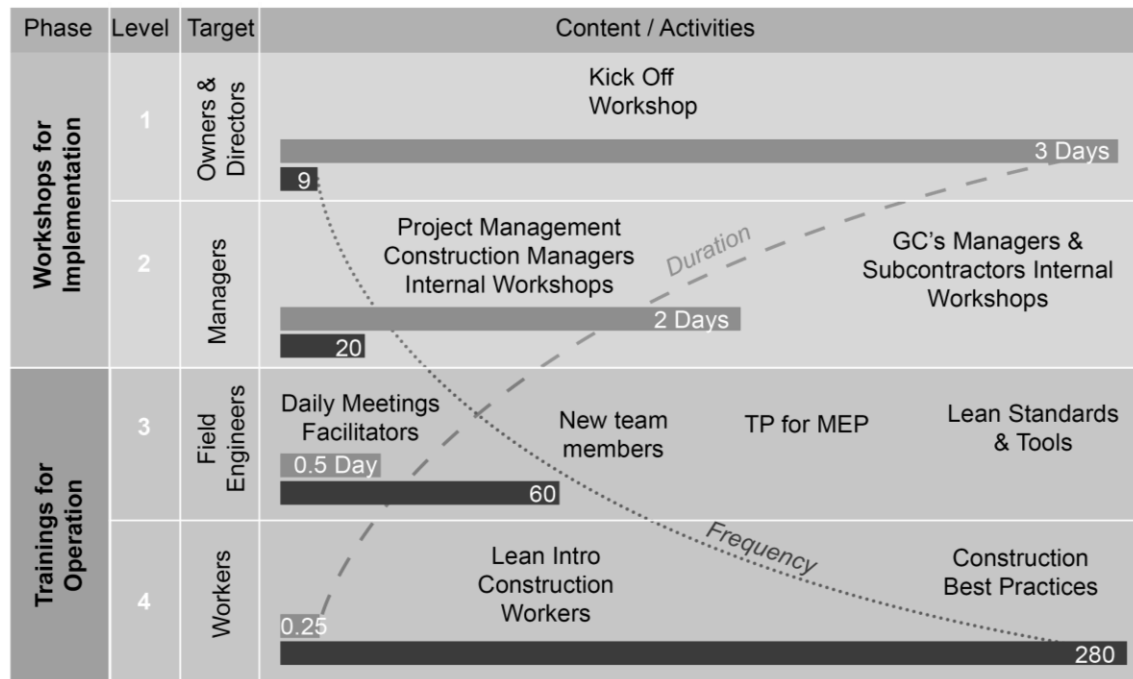 Phase Level Target Content / Activities
Workshops for
Implementation
1
Owners &
Directors
Kick Off
Workshop
3 Days
9
2
Managers
Project Management
Construction Managers
Internal Workshops
Duration
GC's Managers &
Subcontractors Internal
Workshops
2 Days
20
Trainings for
Operation
3
Field
Engineers
Daily Meetings
Facilitators
New team
members
TP for MEP
Lean Standards
& Tools
0.5 Day
60
4
Workers
Lean Intro
Construction
Workers
Frequency
Construction
Best Practices
0.25
280